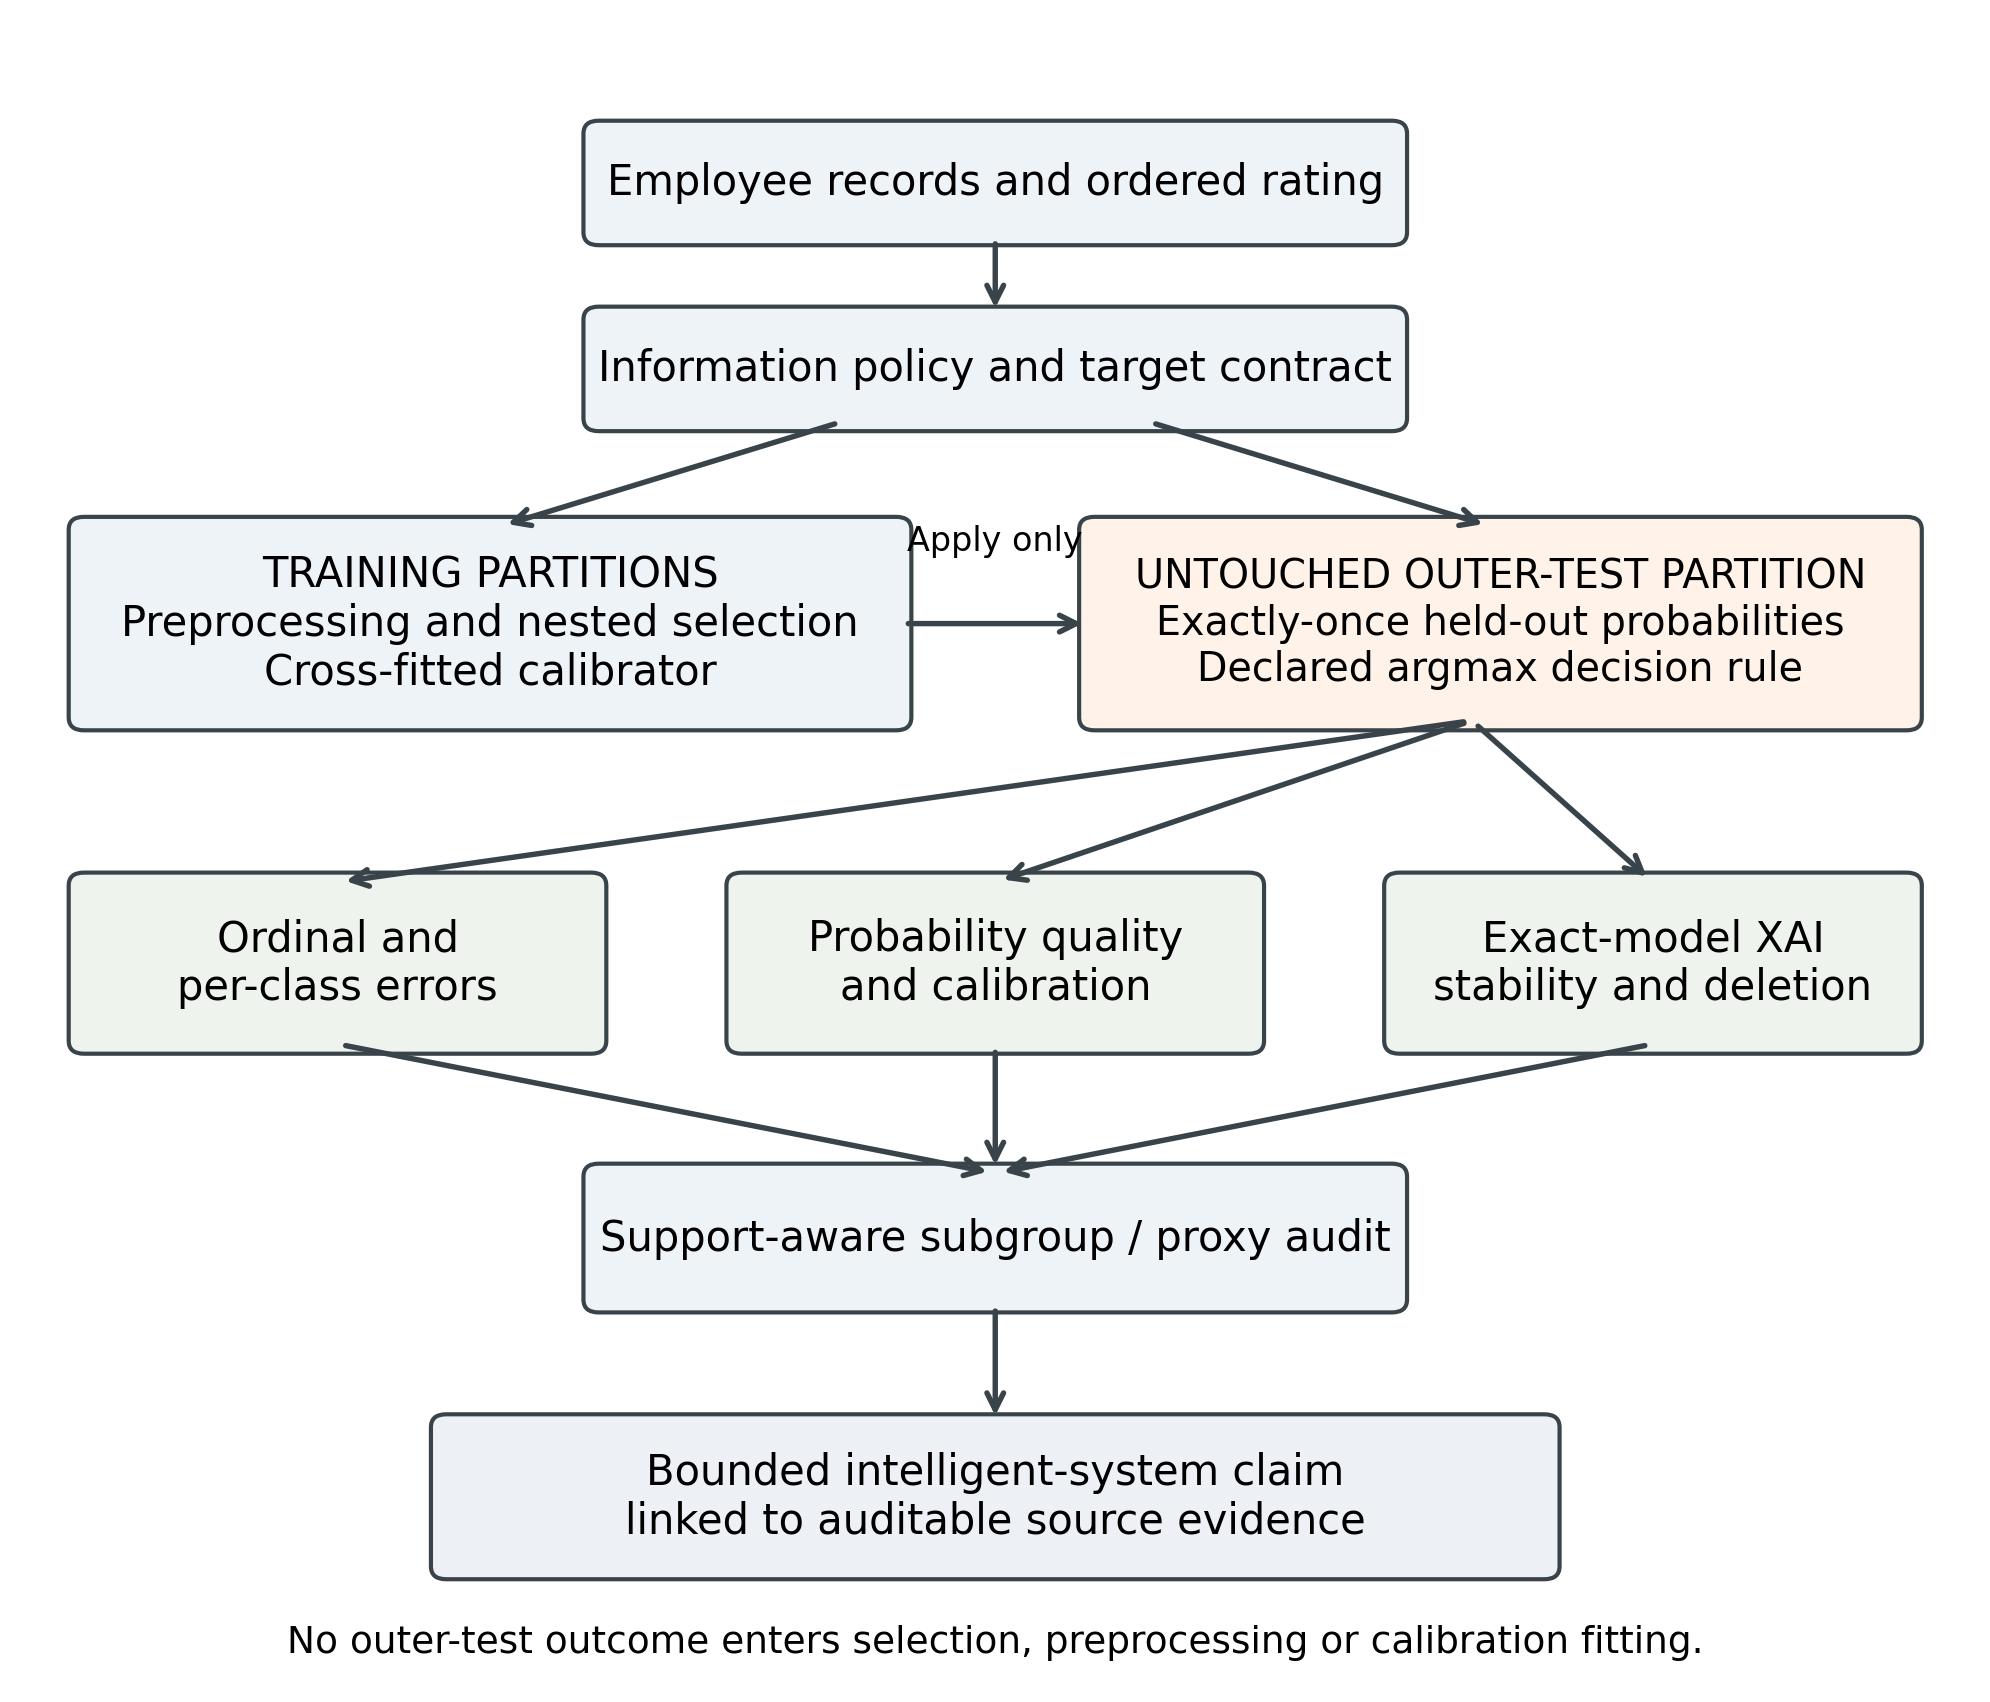 Employee records and ordered rating
Information policy and target contract
TRAINING PARTITIONS
Preprocessing and nested selection
Cross-fitted calibrator
Apply only
UNTOUCHED OUTER-TEST PARTITION
Exactly-once held-out probabilities
Declared argmax decision rule
Ordinal and
per-class errors
Probability quality
and calibration
Exact-model XAI
stability and deletion
Support-aware subgroup / proxy audit
Bounded intelligent-system claim
linked to auditable source evidence
No outer-test outcome enters selection, preprocessing or calibration fitting.